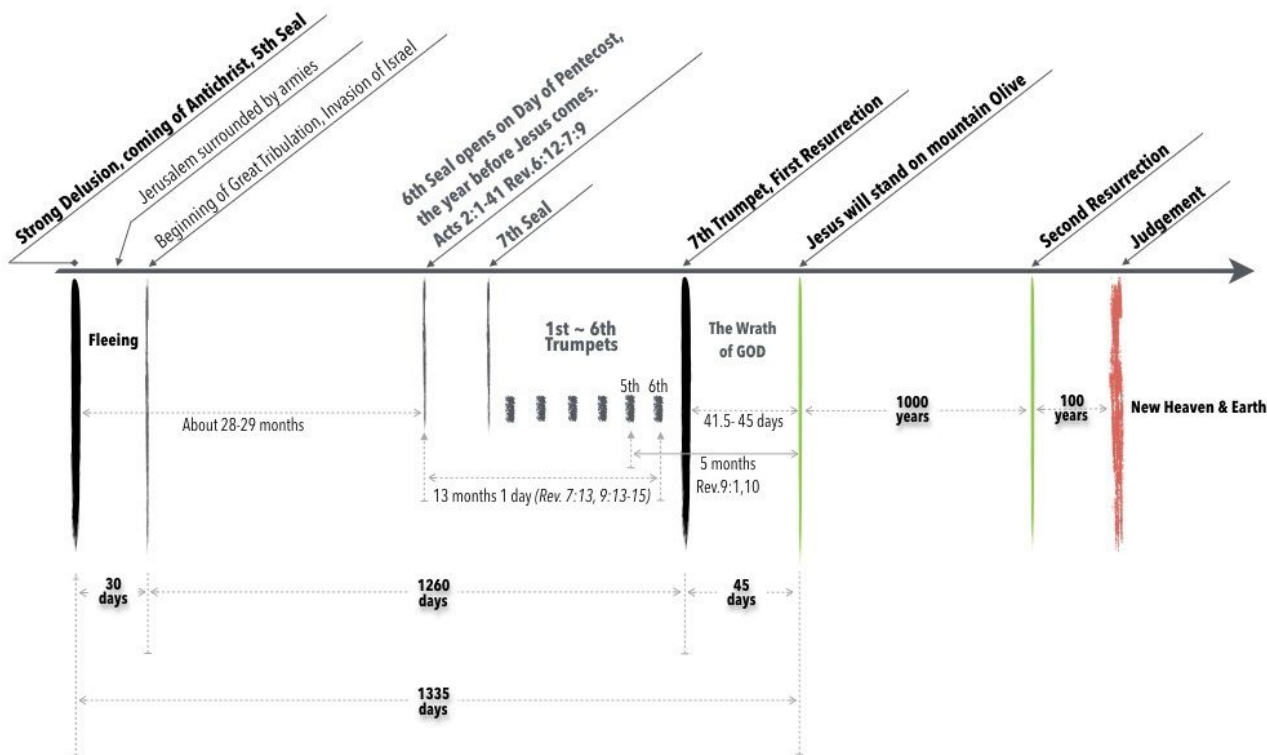 Strong Delusion, coming of Antichrist, 5th Seal
Jerusalem surrounded by armies
Beginning of Great Tribulation, Invasion of Israel
6th Seal opens on Day of Pentecost,
the year before Jesus comes.
Acts 2:1-41 Rev.6:12-7:9
7th Seal
7th Trumpet, First Resurrection
Jesus will stand on mountain Olive
Second Resurrection
Judgement
Fleeing
1st ~ 6th
Trumpets
The Wrath
of GOD
5th
6th
About 28-29 months
41.5- 45 days
1000
years
100
years
New Heaven & Earth
5 months
Rev.9:1,10
13 months 1 day (Rev. 7:13, 9:13-15)
30
days
1260
days
45
days
1335
days